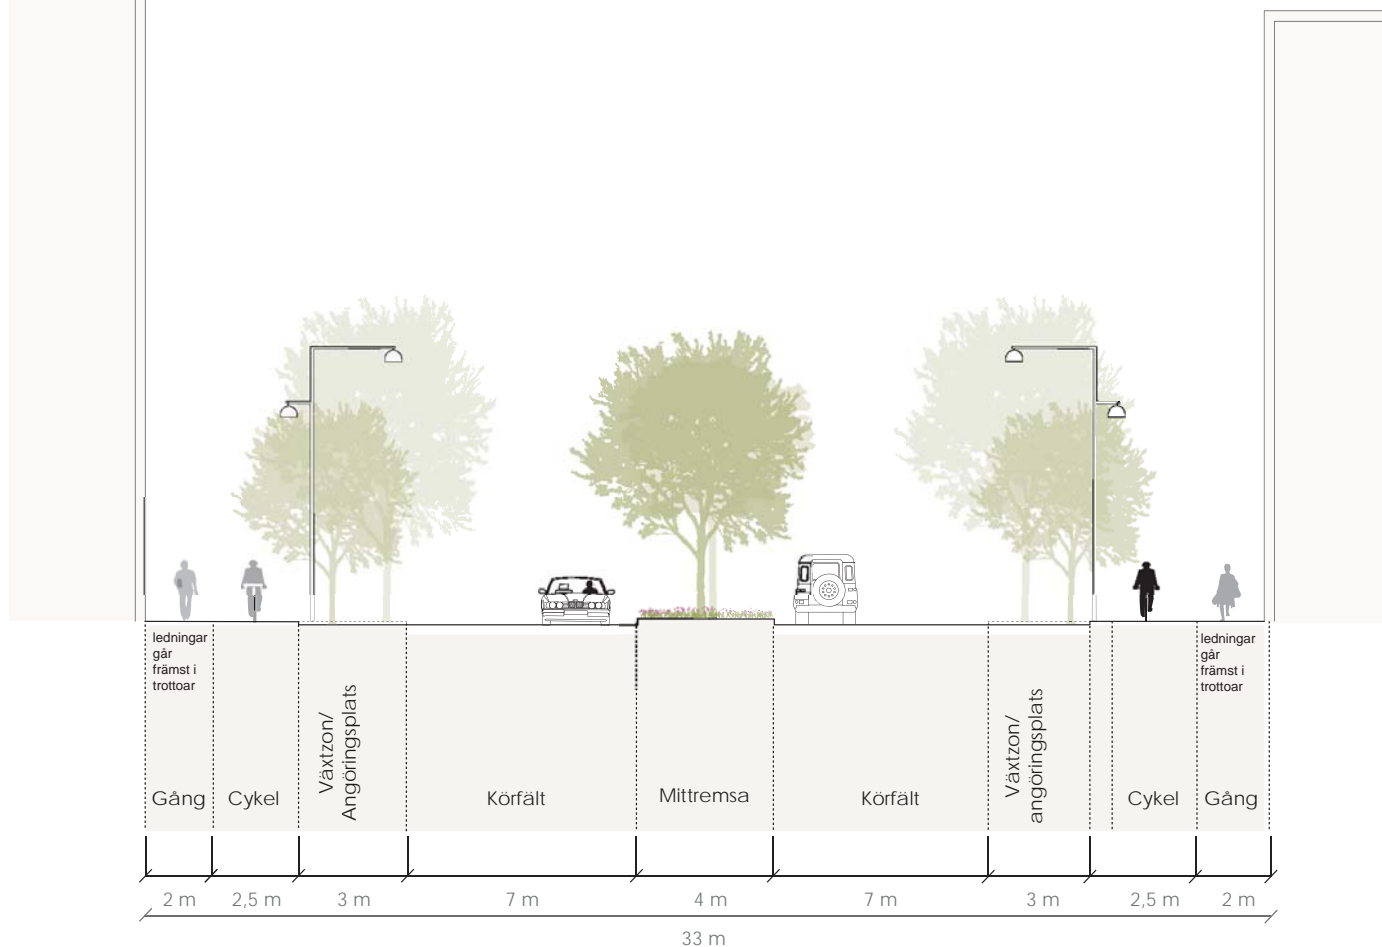 ledningar
går
främst i
trottoar
ledningar
går
främst i
trottoar
Växtzon/
Angöringsplats
Växtzon/
angöringsplats
Gång
Cykel
Körfält
Mittremsa
Körfält
Cykel
Gång
2 m
2,5 m
3 m
7 m
4 m
7 m
3 m
2,5 m
2 m
33 m